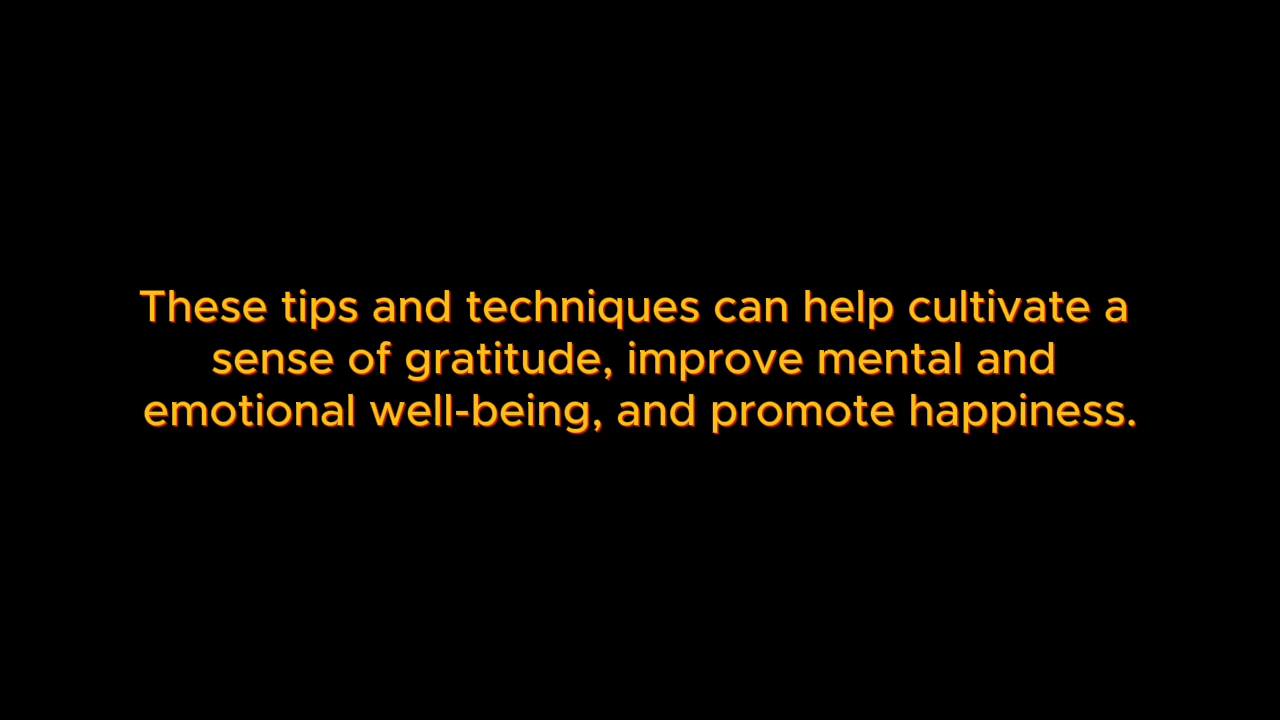 These tips and techniques can help cultivate a
sense of gratitude, improve mental and
emotional well-being, and promote happiness.